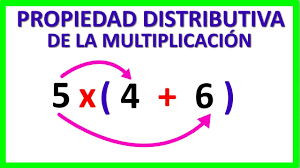 PROPIEDAD DISTRIBUTIVA
DE LA MULTIPLICACIÓN
5 x ( 4 + 6 )